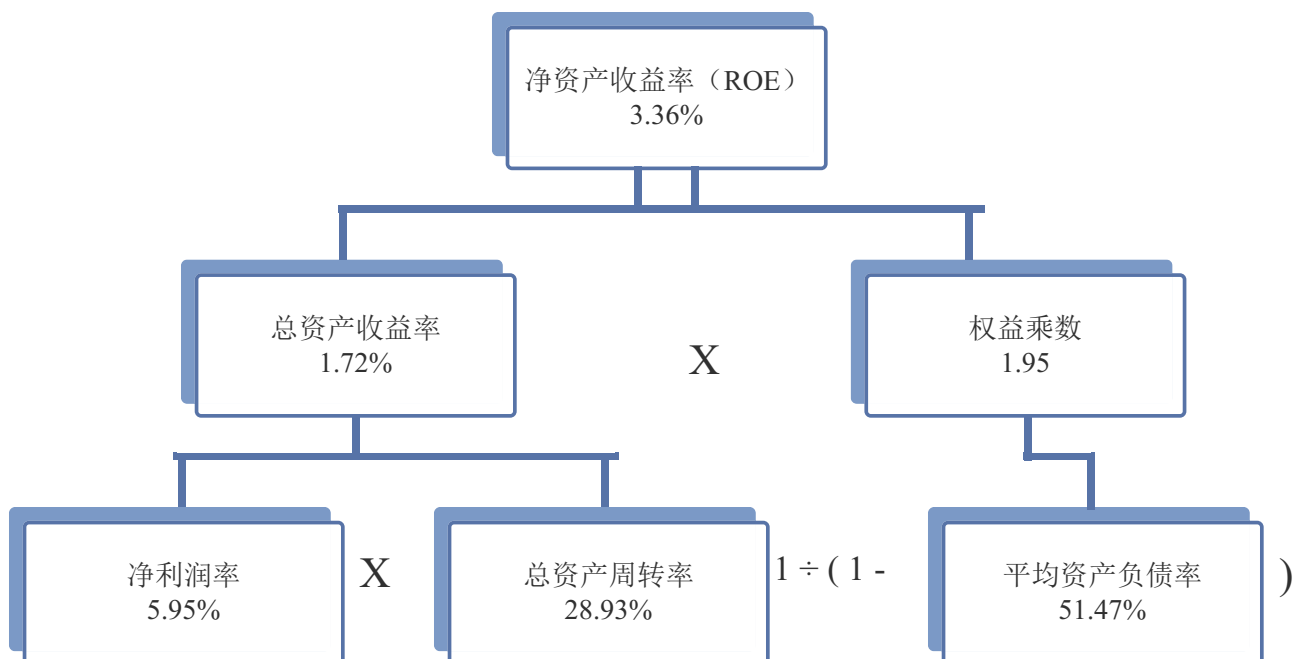 净资产收益率（ROE）
3.36%
总资产收益率
1.72%
X
权益乘数
1.95
净利润率
5.95%
X
总资产周转率
28.93%
1 ÷ ( 1 -
平均资产负债率
51.47%
)